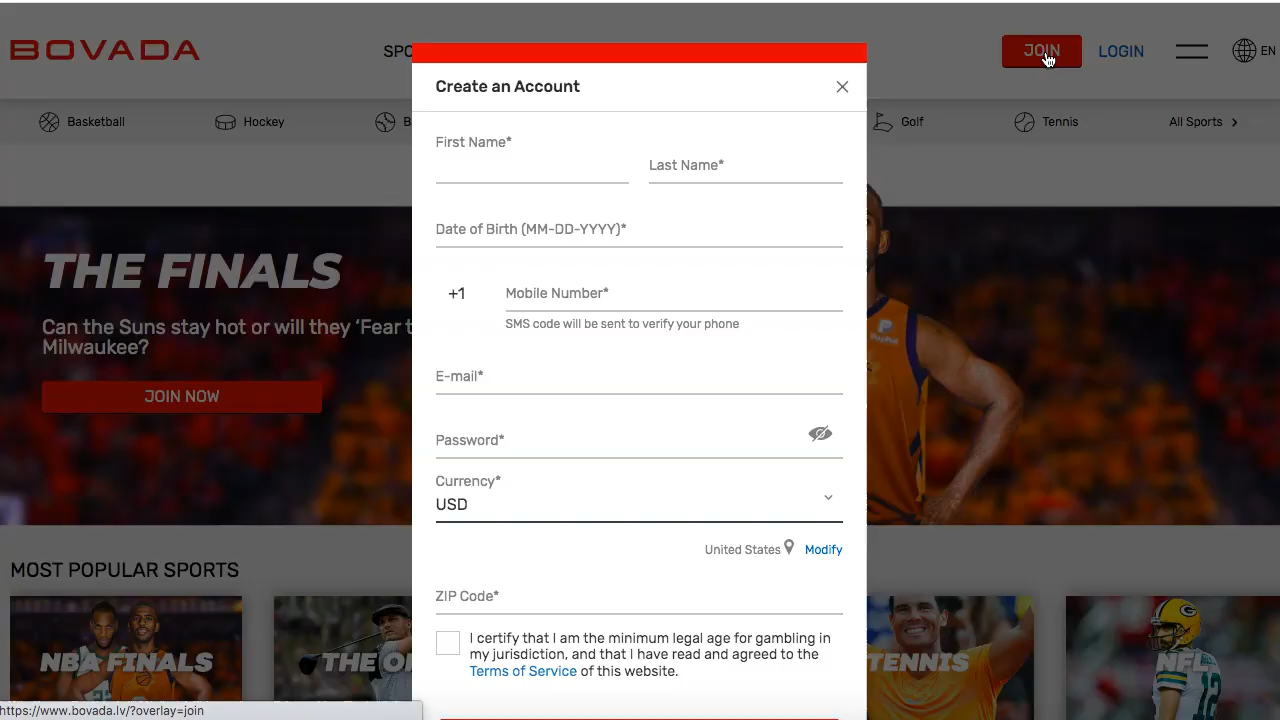 BOVADA
SPO
JOIN
LOGIN
EN
Create an Account
Basketball
Hockey
B
Golf
Tennis
All Sports
First Name*
Last Name*
Date of Birth (MM-DD-YYYY)*
THE FINALS
+1
Mobile Number*
SMS code will be sent to verify your phone
Can the Suns stay hot or will they ‘Fear t
Milwaukee?
PayPal
E-mail*
JOIN NOW
Password*
Currency*
USD
United States
Modify
MOST POPULAR SPORTS
ZIP Code*
I certify that I am the minimum legal age for gambling in
my jurisdiction, and that I have read and agreed to the
Terms of Service of this website.
NBA FINALS
THE O
TENNIS
NFL
12
https://www.bovada.lv/?overlay=join